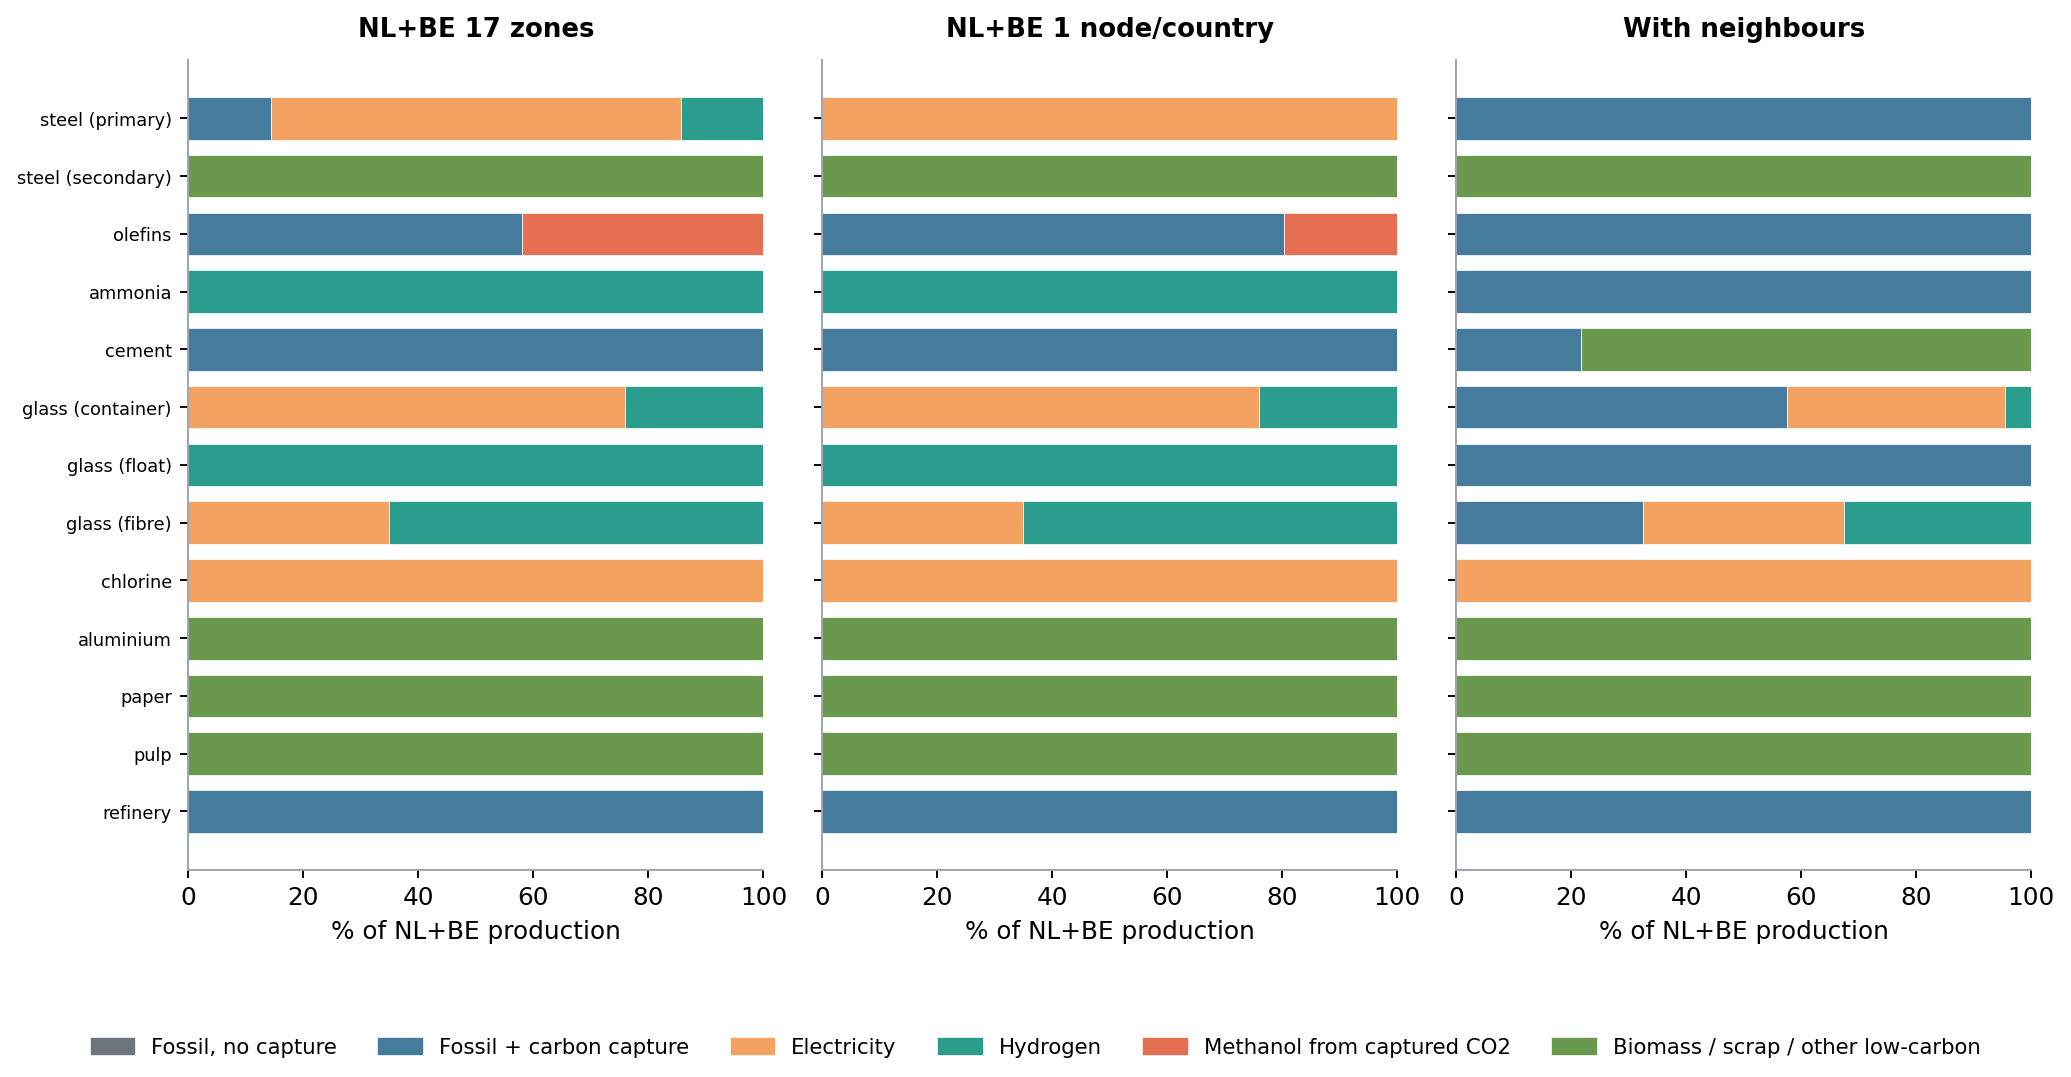 NL+BE 17 zones
NL+BE 1 node/country
With neighbours
steel (primary)
steel (secondary)
olefins
ammonia
cement
glass (container)
glass (float)
glass (fibre)
chlorine
aluminium
paper
pulp
refinery
0 20 40 60 80 100
0 20 40 60 80 100
0 20 40 60 80 100
% of NL+BE production
% of NL+BE production
% of NL+BE production
Fossil, no capture
Fossil + carbon capture
Electricity
Hydrogen
Methanol from captured CO2
Biomass / scrap / other low-carbon